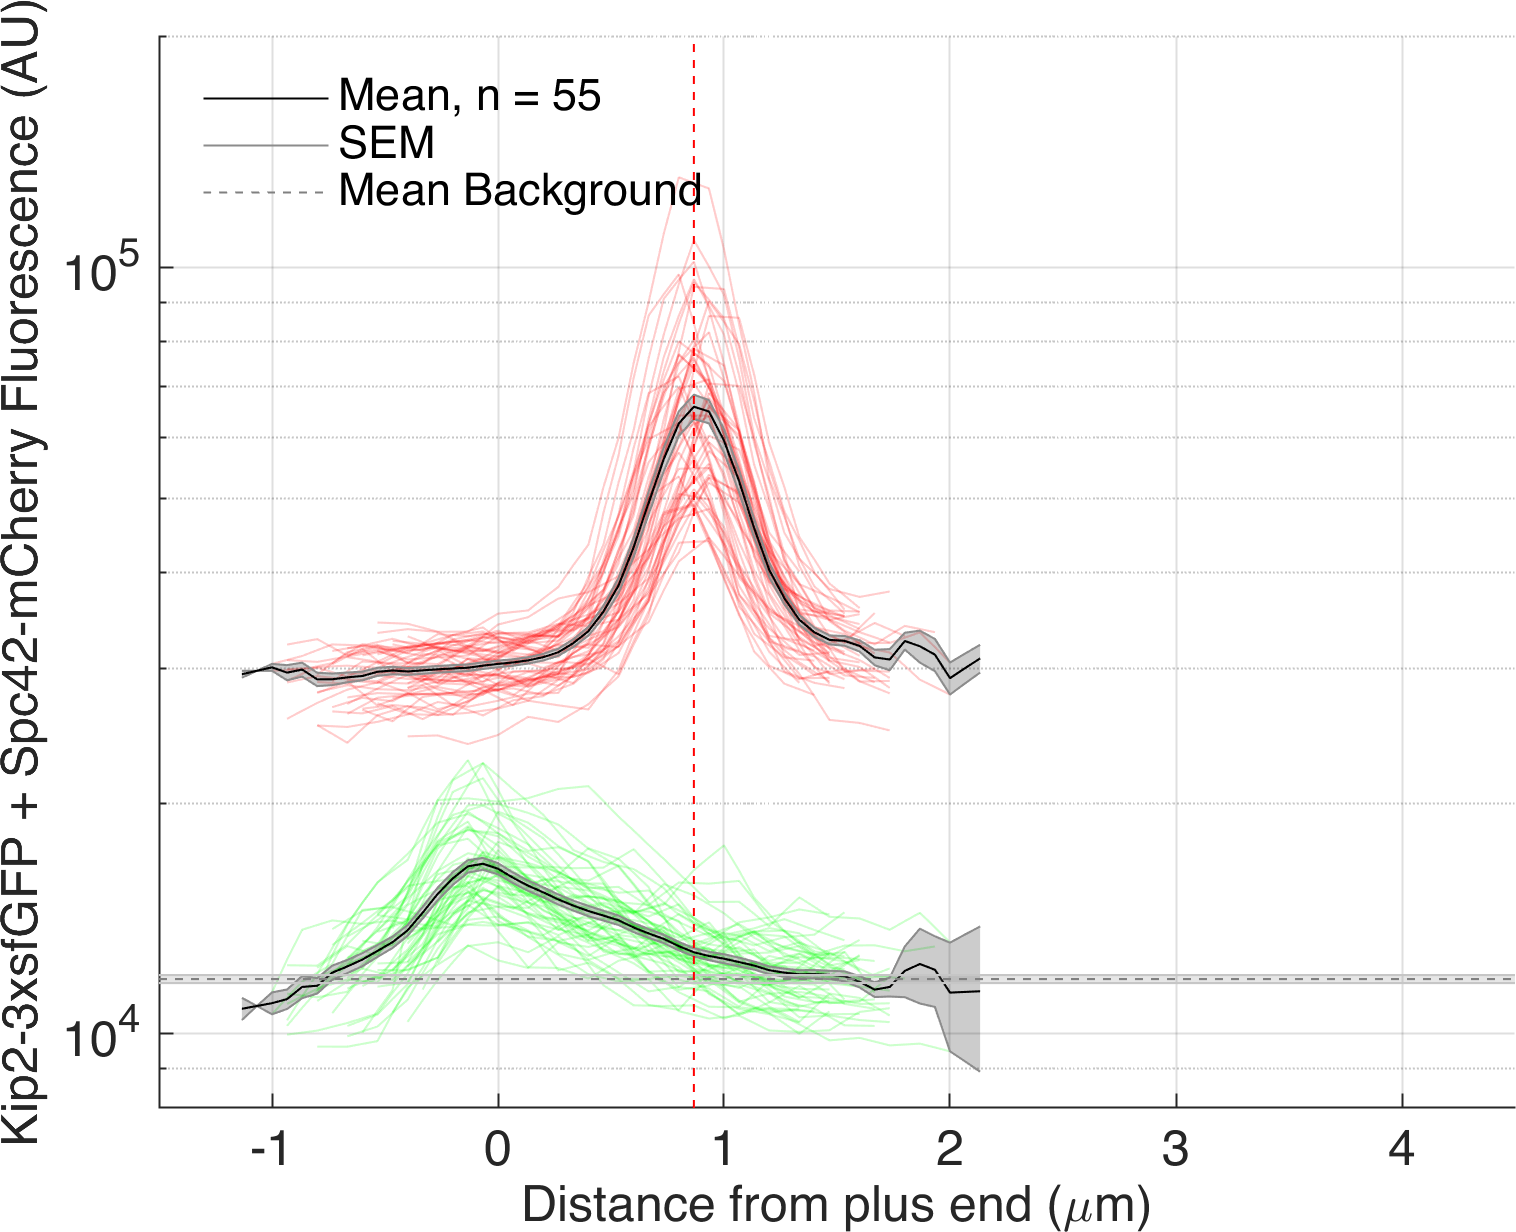 Kip2-3xsfGFP + Spc42-mCherry Fluorescence (AU)
Mean, n = 55
SEM
Mean Background
10^5
10^4
-1 0 1 2 3 4
Distance from plus end (μm)